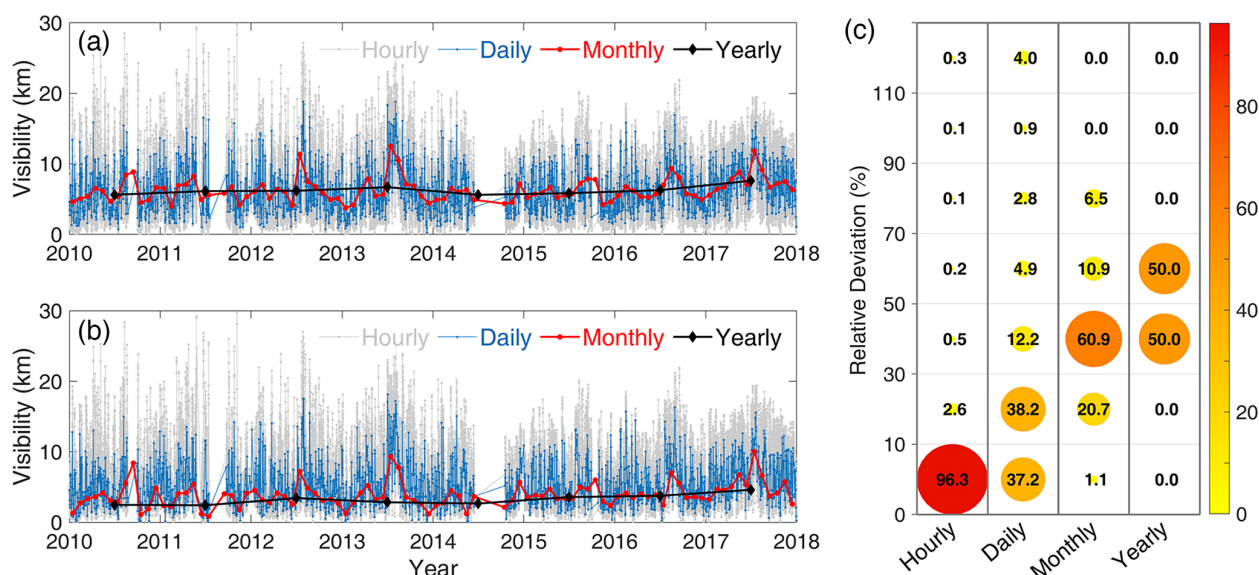 (a)
Hourly Daily Monthly Yearly
Visibility (km)
30
20
10
0
2010 2011 2012 2013 2014 2015 2016 2017 2018
(b)
Hourly Daily Monthly Yearly
Visibility (km)
30
20
10
0
2010 2011 2012 2013 2014 2015 2016 2017 2018
Year
(c)
Relative Deviation (%)
0.3 4.0 0.0 0.0
110
0.1 0.9 0.0 0.0
90
0.1 2.8 6.5 0.0
70
0.2 4.9 10.9 50.0
50
0.5 12.2 60.9 50.0
30
2.6 38.2 20.7 0.0
10
96.3 37.2 1.1 0.0
0
Hourly Daily Monthly Yearly
80
60
40
20
0